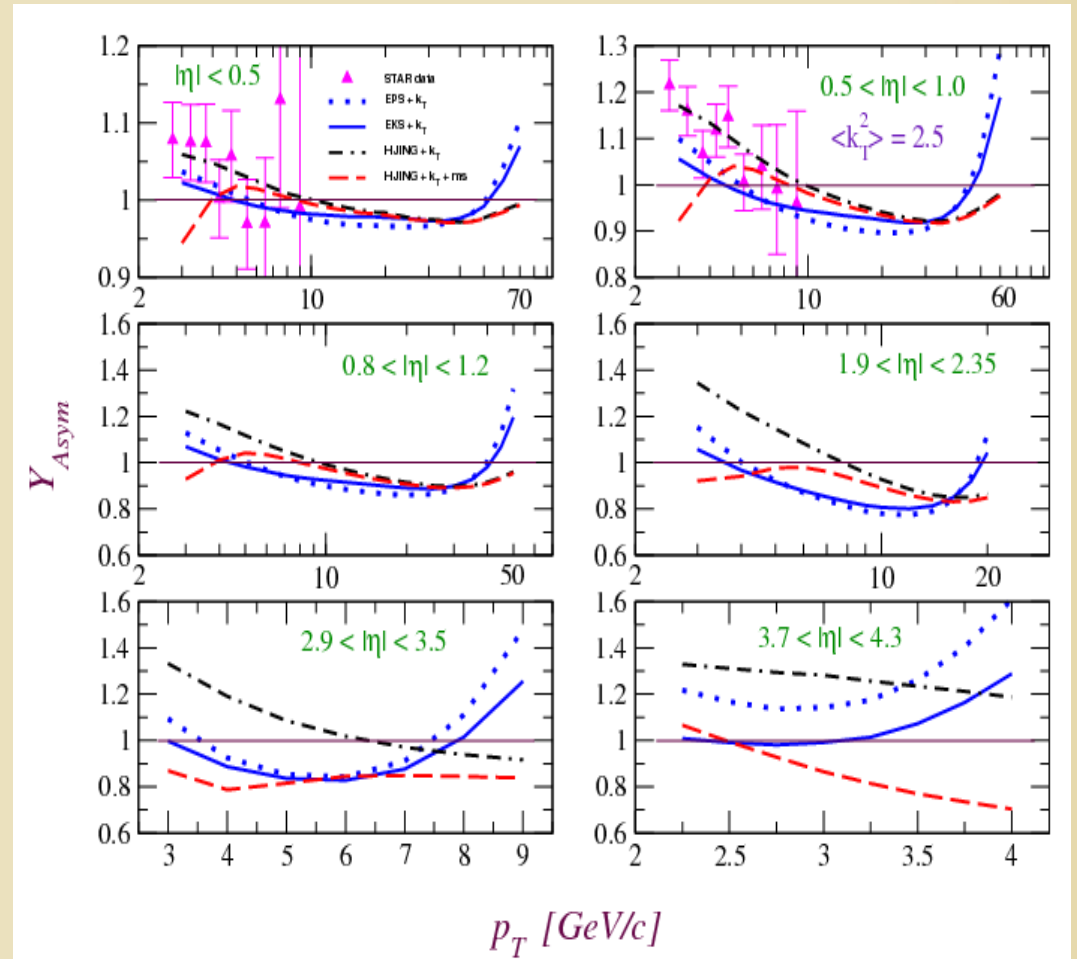 1.2
1.1
1.0
0.9
2
10
70
|η| < 0.5
STAR data
EPS + k_T
EKS + k_T
HJING + k_T
HJING + k_T + ms
1.3
1.2
1.1
1
0.9
0.8
2
10
60
0.5 < |η| < 1.0
<k_T^2> = 2.5
1.6
1.4
1.2
1
0.8
0.6
2
10
50
0.8 < |η| < 1.2
1.6
1.4
1.2
1
0.8
0.6
2
10
20
1.9 < |η| < 2.35
Y_Asym
1.6
1.4
1.2
1
0.8
0.6
3 4 5 6 7 8 9
2.9 < |η| < 3.5
1.6
1.4
1.2
1
0.8
0.6
2 2.5 3 3.5 4
3.7 < |η| < 4.3
p_T [GeV/c]